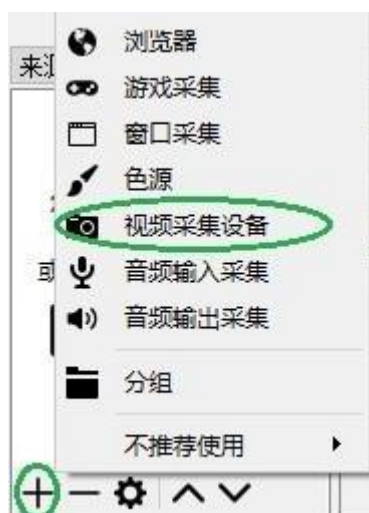 浏览器
来
游戏采集
窗口采集
色源
视频采集设备
或
音频输入采集
音频输出采集
分组
不推荐使用